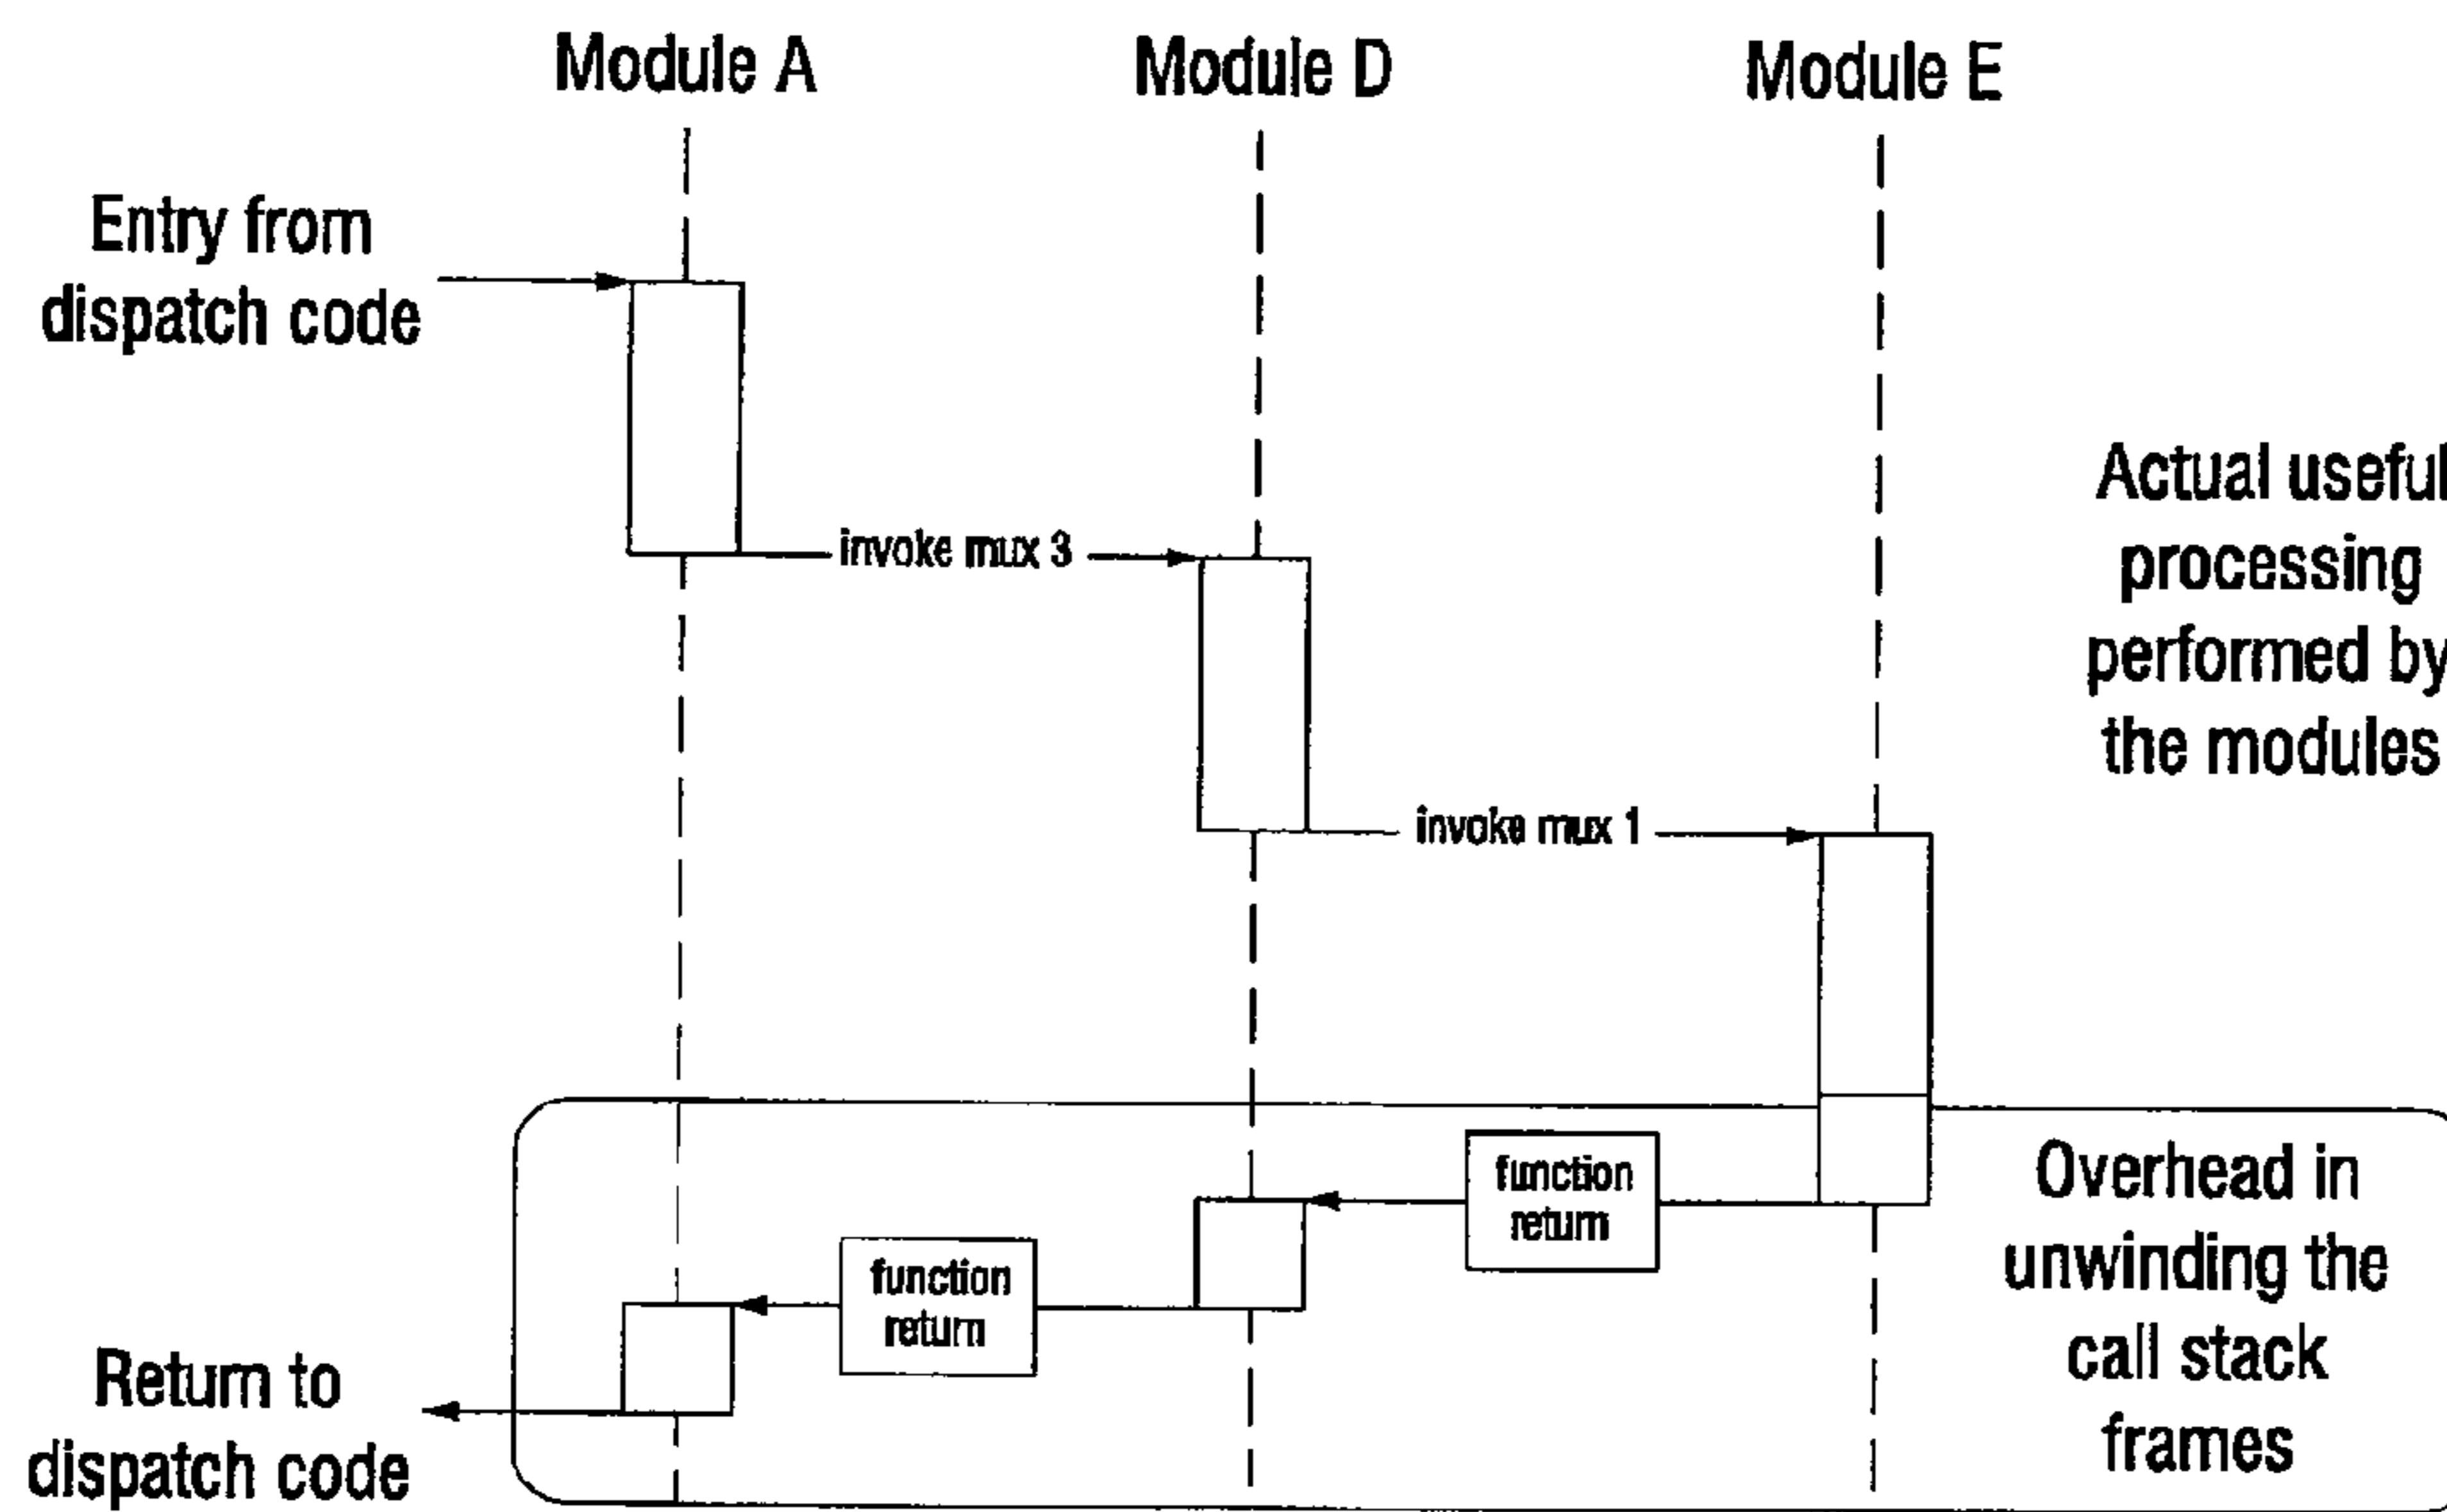 Module A
Module D
Module E
Entry from
dispatch code
invoke mux 3
Actual useful
processing
performed by
the modules
invoke mux 1
function
return
function
return
Overhead in
unwinding the
call stack
frames
Return to
dispatch code